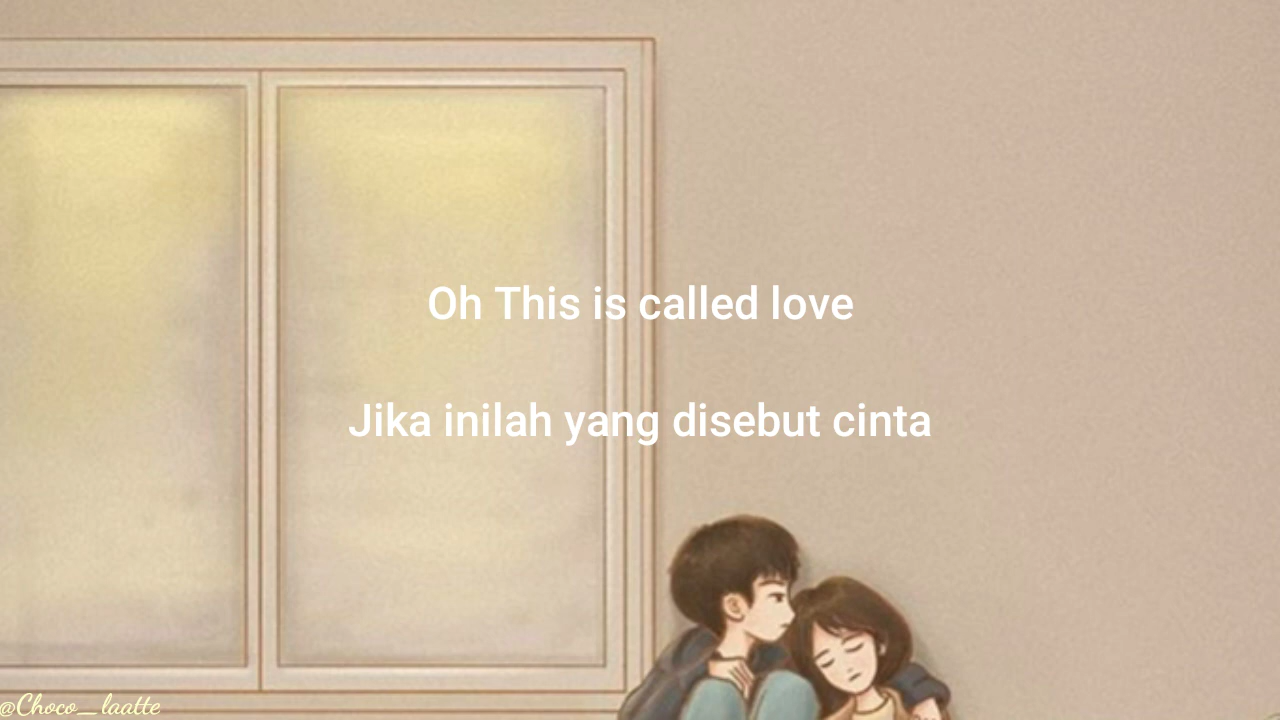 Oh This is called love
Jika inilah yang disebut cinta
@Choco_laatte